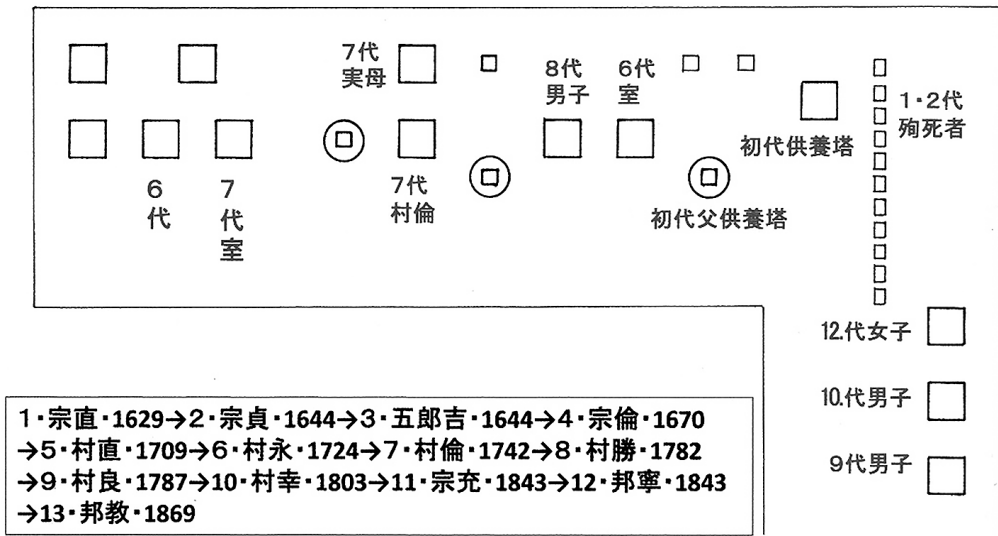 7代
実母
8代
男子
6代
室
1・2代
殉死者
初代供養塔
6
代
7
代
室
7代
村倫
初代父供養塔
12.代女子
10.代男子
9代男子
1・宗直・1629→2・宗貞・1644→3・五郎吉・1644→4・宗倫・1670
→5・村直・1709→6・村永・1724→7・村倫・1742→8・村勝・1782
→9・村良・1787→10・村幸・1803→11・宗充・1843→12・邦寧・1843
→13・邦教・1869